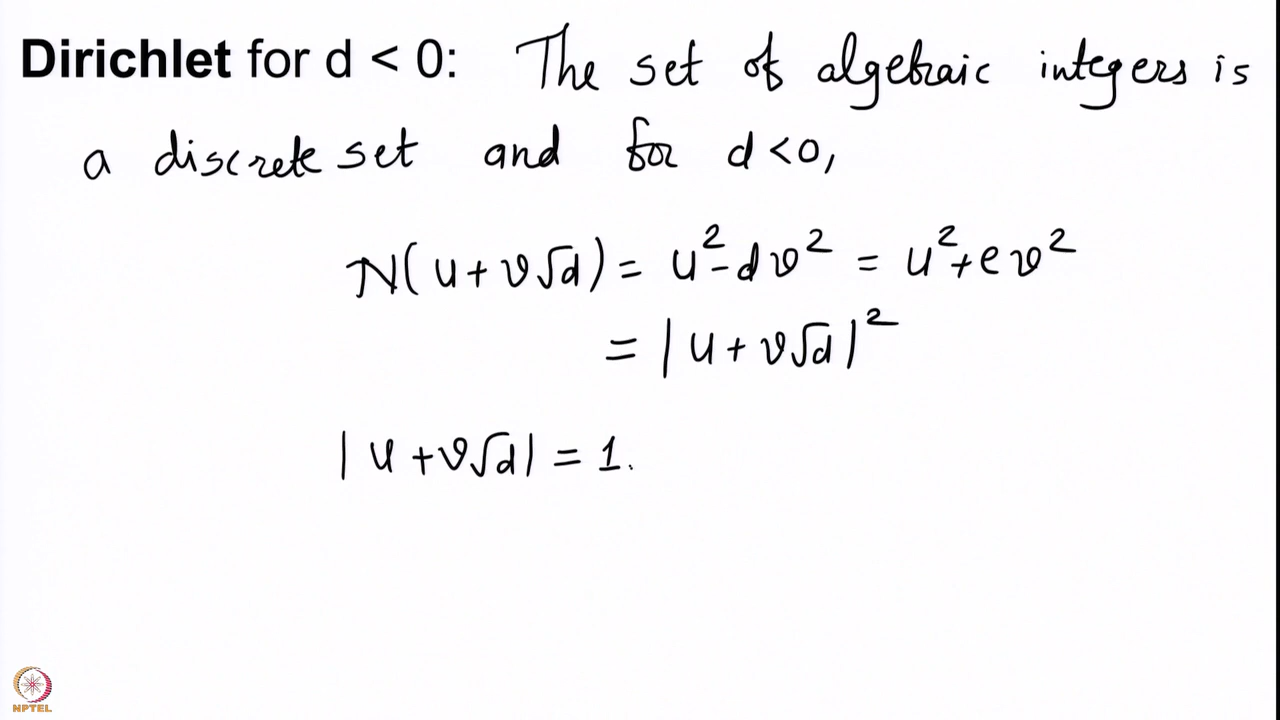 Dirichlet for d < 0: The set of algebraic integers is
a discrete set and for d<0,
N(u+v√d) = u²-dv² = u²+ev²
= |u+v√d|²
|u+v√d| = 1.
NPTEL